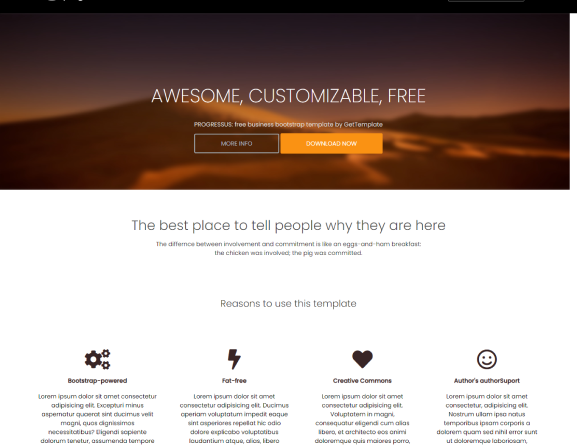 AWESOME, CUSTOMIZABLE, FREE
PROGRESSUS: free business bootstrap template by GetTemplate
MORE INFO
DOWNLOAD NOW
The best place to tell people why they are here
The differnce between involvement and commitment is like an eggs-and-ham breakfast:
the chicken was involved; the pig was committed.
Reasons to use this template
Bootstrap-powered
Lorem ipsum dolor sit amet consectetur
adipisicing elit. Excepturi minus
aspernatur quaerat sint ducimus velit
magni, quos dignissimos
necessitatibus? Eligendi sapiente
dolorum tenetur, assumenda tempore
Fat-free
Lorem ipsum dolor sit amet
consectetur adipisicing elit. Ducimus
aperiam voluptatum impedit eaque
sint asperiores repellat hic odio
dolore explicabo voluptatibus
laudantium atque, alias, libero
Creative Commons
Lorem ipsum dolor sit amet
consectetur, adipisicing elit.
Voluptatem in magni,
consequatur eligendi cum alias
libero, et architecto eos animi
doloremque quis maiores porro,
Author's authorSuport
Lorem ipsum dolor sit amet
consectetur, adipisicing elit.
Nostrum ullam ipsa natus
temporibus ipsam corporis a
dolorem quam sed nihil error sunt
ut doloremque laboriosam,